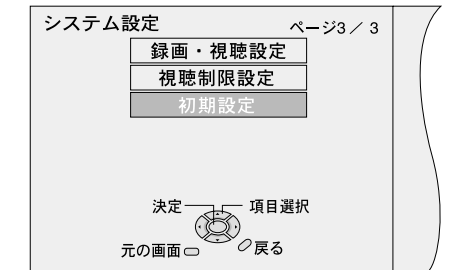 システム設定 ページ3／3
録画・視聴設定
視聴制限設定
初期設定
決定 項目選択
元の画面 戻る